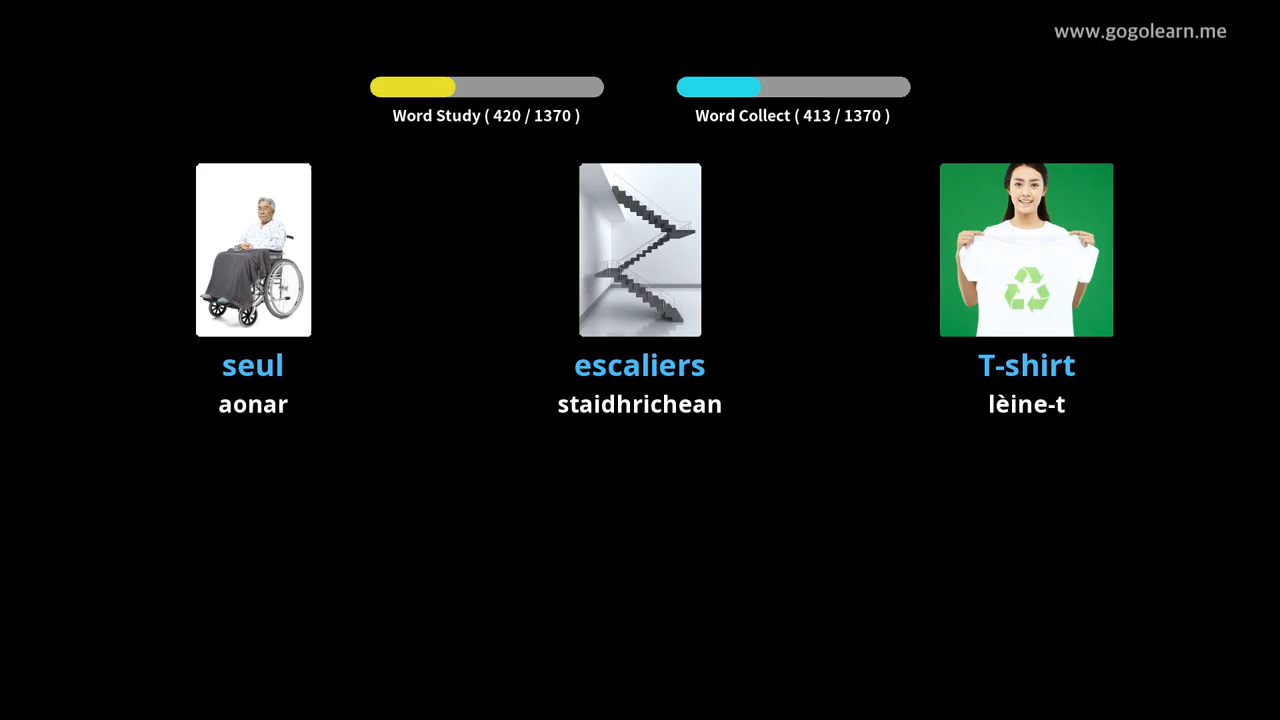 www.gogolearn.me
Word Study ( 420 / 1370 )
Word Collect ( 413 / 1370 )
seul
escaliers
T-shirt
aonar
staidhrichean
lèine-t